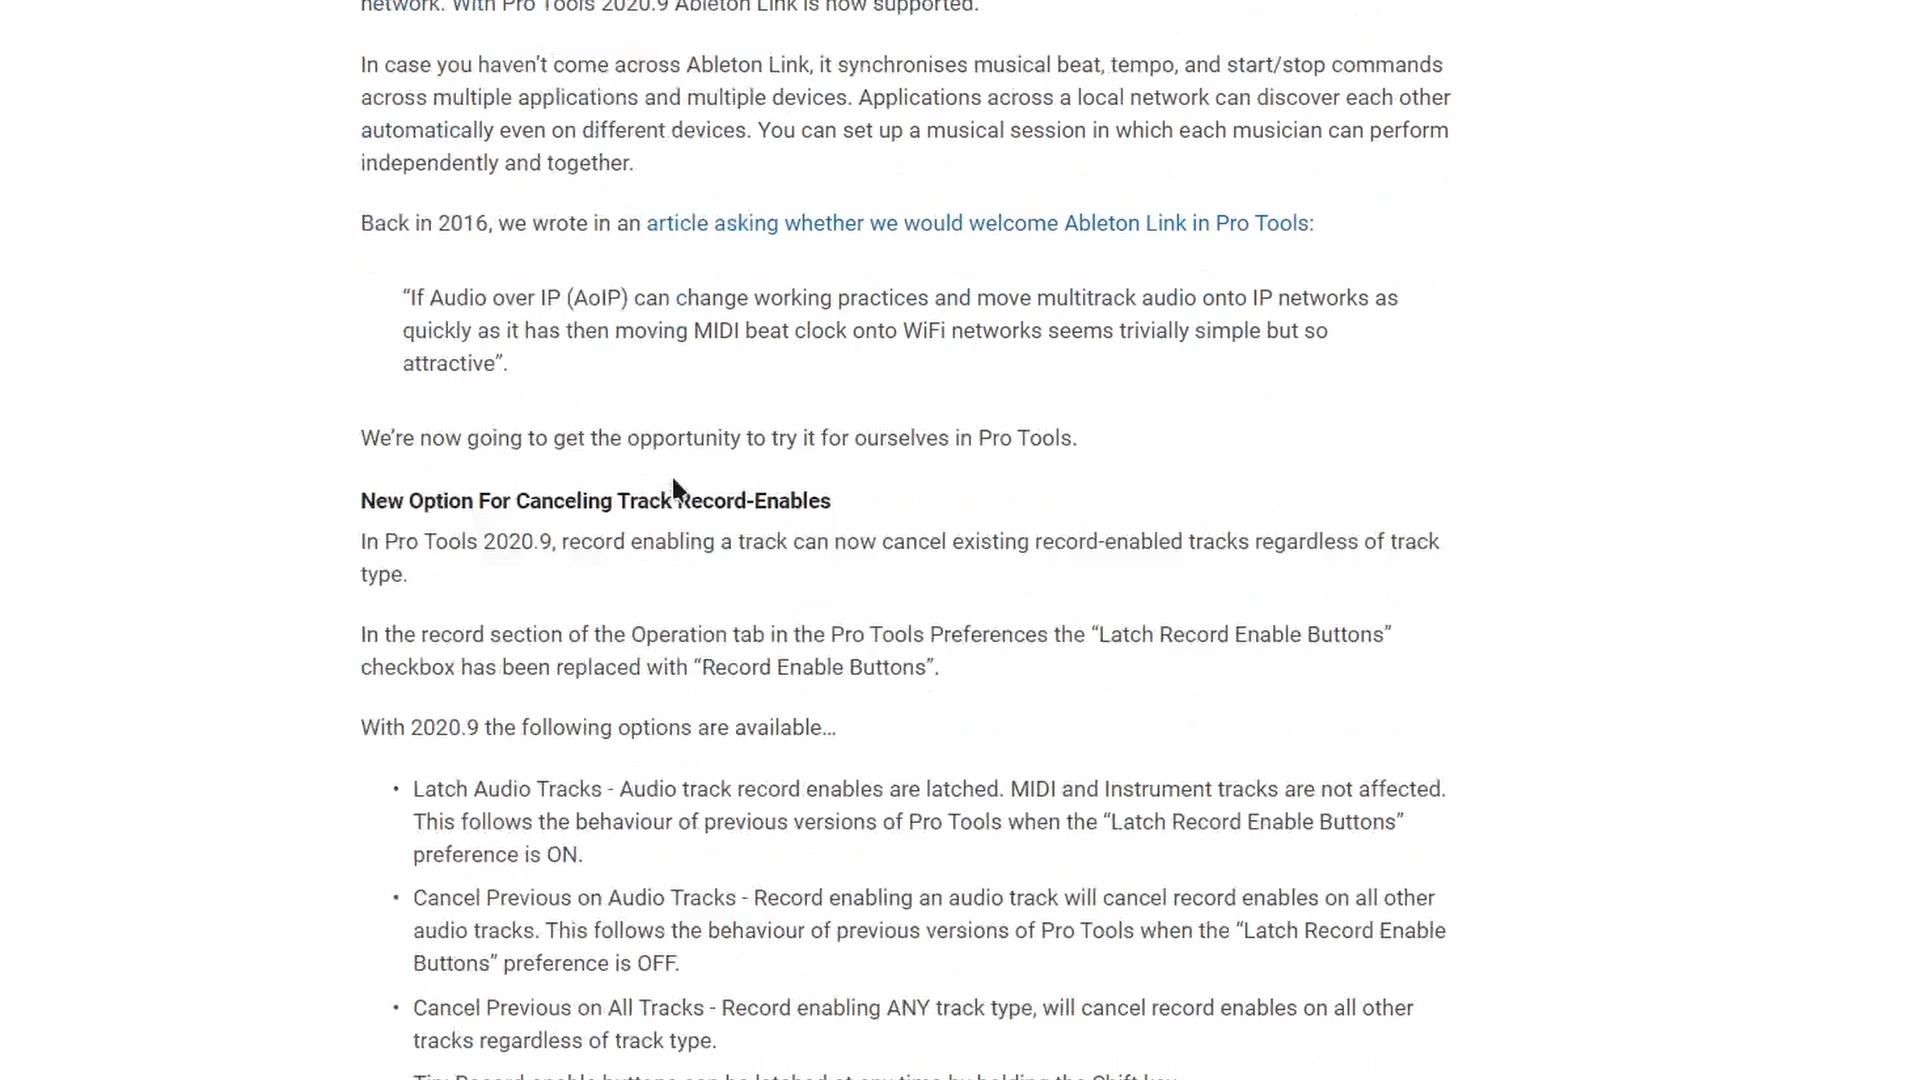 network. With Pro Tools 2020.9 Ableton Link is now supported.
In case you haven’t come across Ableton Link, it synchronises musical beat, tempo, and start/stop commands
across multiple applications and multiple devices. Applications across a local network can discover each other
automatically even on different devices. You can set up a musical session in which each musician can perform
independently and together.
Back in 2016, we wrote in an article asking whether we would welcome Ableton Link in Pro Tools:
“If Audio over IP (AoIP) can change working practices and move multitrack audio onto IP networks as
quickly as it has then moving MIDI beat clock onto WiFi networks seems trivially simple but so
attractive”.
We’re now going to get the opportunity to try it for ourselves in Pro Tools.
New Option For Canceling Track Record-Enables
In Pro Tools 2020.9, record enabling a track can now cancel existing record-enabled tracks regardless of track
type.
In the record section of the Operation tab in the Pro Tools Preferences the “Latch Record Enable Buttons”
checkbox has been replaced with “Record Enable Buttons”.
With 2020.9 the following options are available…
• Latch Audio Tracks - Audio track record enables are latched. MIDI and Instrument tracks are not affected.
This follows the behaviour of previous versions of Pro Tools when the “Latch Record Enable Buttons”
preference is ON.
• Cancel Previous on Audio Tracks - Record enabling an audio track will cancel record enables on all other
audio tracks. This follows the behaviour of previous versions of Pro Tools when the “Latch Record Enable
Buttons” preference is OFF.
• Cancel Previous on All Tracks - Record enabling ANY track type, will cancel record enables on all other
tracks regardless of track type.
Tip: Record enable buttons can be latched at any time by holding the Shift key